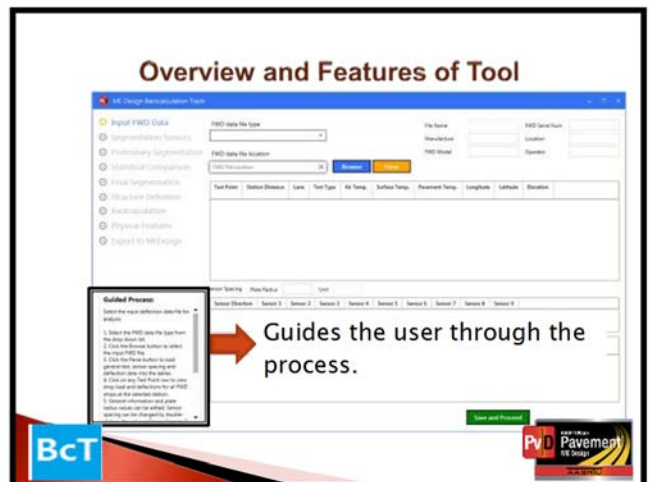 Overview and Features of Tool
ME Design Backcalculation Tools
Input FWD Data
Segmentation Sensors
Preliminary Segmentation
Statistical Comparison
Final Segmentation
Structure Definition
Backcalculation
Physical Features
Export to MEDesign
FWD data file type
FWD data file location
FWD file Location X Browse
File Name
Manufacture
FWD Model
FWD Serial Num
Location
Operator
Test Point Station Distance Lane Test Type Air Temp. Surface Temp. Pavement Temp. Longitude Latitude Elevation
Sensor Spacing Plate Radius Unit
Sensor Direction Sensor 1 Sensor 2 Sensor 3 Sensor 4 Sensor 5 Sensor 6 Sensor 7 Sensor 8 Sensor 9
Guided Process:
Select the input deflection data file for
analysis.
1. Select the FWD data file type from
the drop down list.
2. Click the Browse button to select
the input FWD file.
3. Click the Parse button to load
general test, sensor spacing and
deflection data into the tables.
4. Click on any Test Point row to view
drop load and deflections for all FWD
drops at the selected station.
5. General information and plate
radius values can be edited. Sensor
spacing can be changed by double-
Guides the user through the
process.
Save and Proceed
BcT
PvD Pavement
ME Design
AASHTO